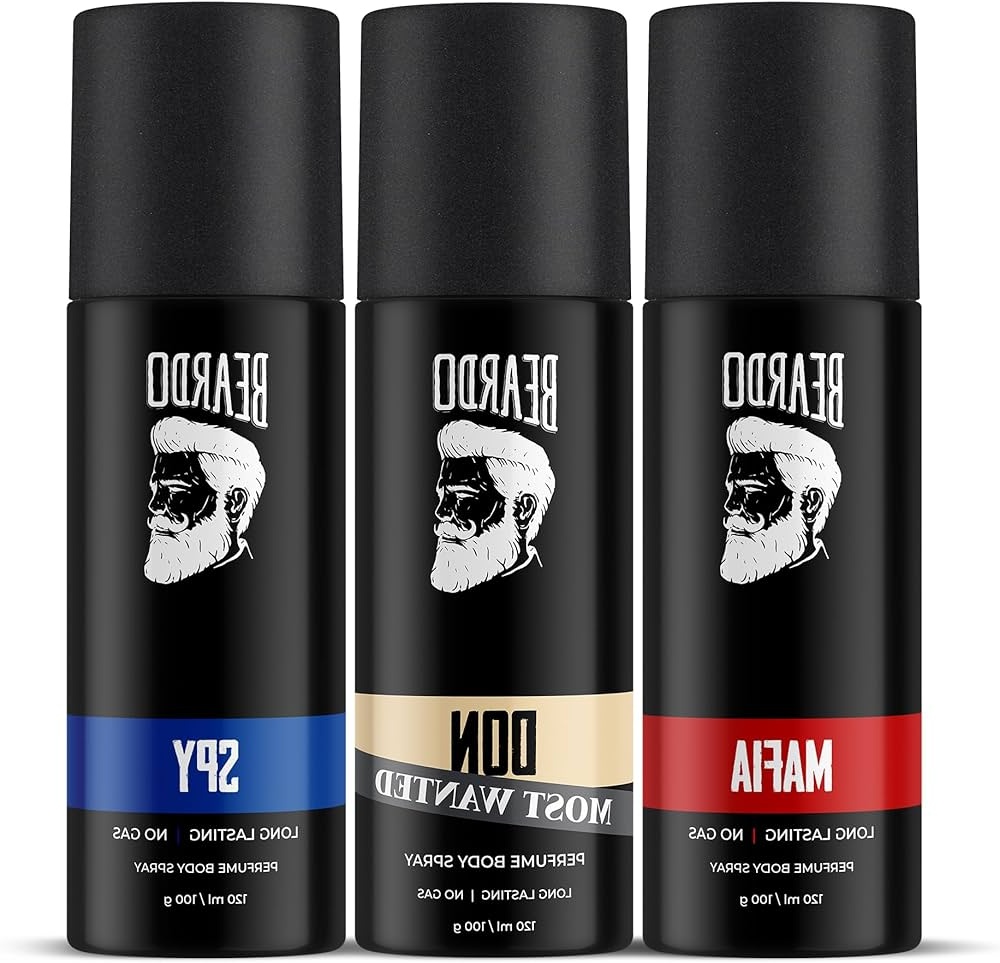 BEARDO
SPY
LONG LASTING | NO GAS
PERFUME BODY SPRAY
120 ml / 100 g
BEARDO
DON
MOST WANTED
PERFUME BODY SPRAY
LONG LASTING | NO GAS
120 ml / 100 g
BEARDO
MAFIA
LONG LASTING | NO GAS
PERFUME BODY SPRAY
120 ml / 100 g